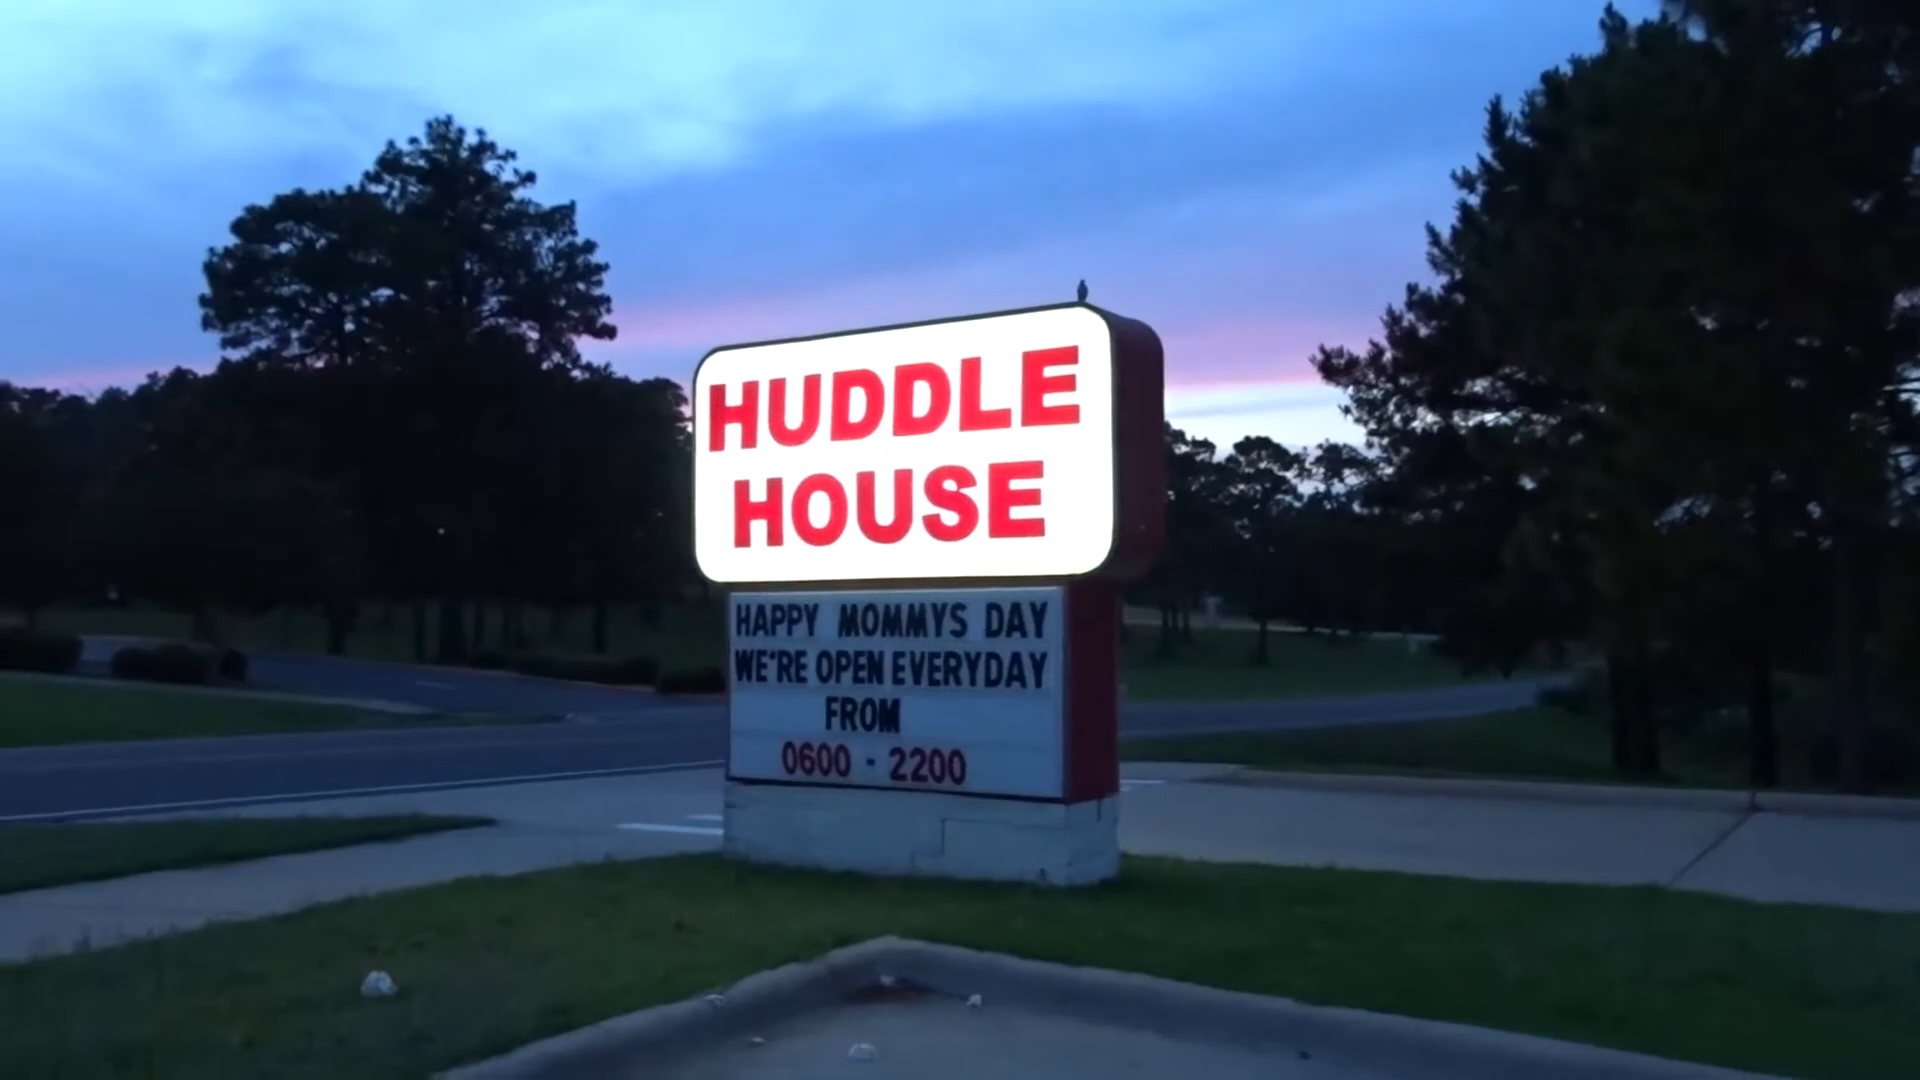 HUDDLE
HOUSE
HAPPY MOMMYS DAY
WE'RE OPEN EVERYDAY
FROM
0600 - 2200